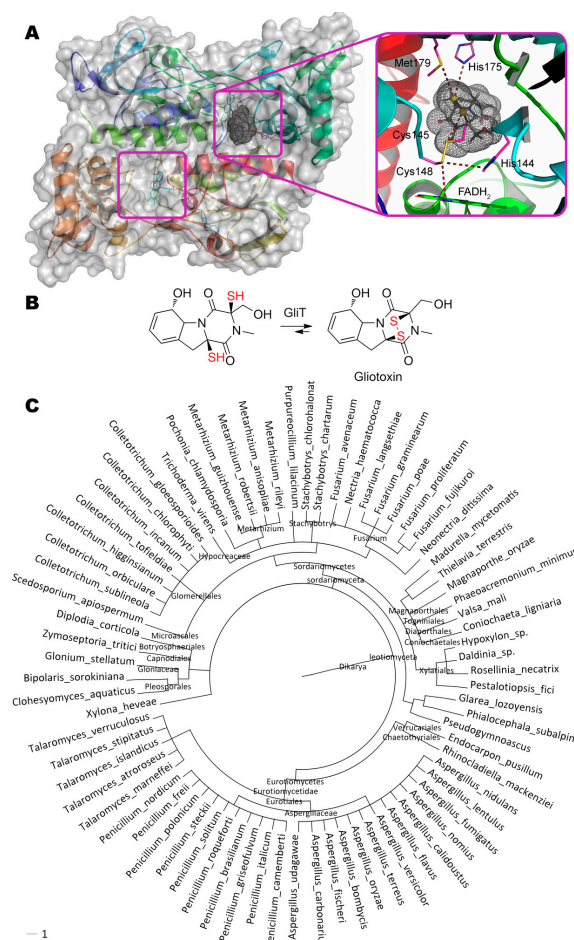 A
Met179
His175
Cys145
Cys148
His144
FADH2
B
OH
O
SH
OH
N
N
SH
O
GliT
OH
O
OH
S
N
S
N
O
Gliotoxin
C
Purpureocillium_lilacinum
Stachybotrys_chlorohalonat
Stachybotrys_chartarum
Fusarium_avenaceum
Nectria_haematococca
Fusarium_langsethiae
Fusarium_graminearum
Fusarium_poae
Fusarium_proliferatum
Fusarium_fujikuroi
Neonectria_ditissima
Madurella_mycetomatis
Thielavia_terrestris
Magnaporthe_oryzae
Phaeoacremonium_minimus
Valsa_mali
Coniochaeta_ligniaria
Hypoxylon_sp.
Daldinia_sp.
Rosellinia_necatrix
Pestalotiopsis_fici
Glarea_lozoyensis
Phialocephala_subalpin
Pseudogymnoascus
Endocarpon_pusillum
Rhinocladiella_mackenziei
Aspergillus_nidulans
Aspergillus_lentulus
Aspergillus_fumigatus
Aspergillus_nomius
Aspergillus_calidoustus
Aspergillus_flavus
Aspergillus_versicolor
Aspergillus_terreus
Aspergillus_oryzae
Aspergillus_bombycis
Aspergillus_fischeri
Aspergillus_carbonariu
Aspergillus_udagawae
Penicillium_camemberti
Penicillium_italicum
Penicillium_griseofulvum
Penicillium_brasilianum
Penicillium_roqueforti
Penicillium_solitum
Penicillium_steckii
Penicillium_polonicum
Penicillium_freii
Penicillium_nordicum
Talaromyces_marneffei
Talaromyces_atroroseus
Talaromyces_islandicus
Talaromyces_stipitatus
Talaromyces_verruculosus
Xylona_heveae
Clohesyomyces_aquaticus
Bipolaris_sorokiniana
Glonium_stellatum
Zymoseptoria_tritici
Diplodia_corticola
Scedosporium_apiospermum
Colletotrichum_sublineola
Colletotrichum_orbiculare
Colletotrichum_higginsianum
Colletotrichum_tofieldiae
Colletotrichum_incanum
Colletotrichum_chlorophyti
Colletotrichum_gloeosporioides
Trichoderma_virens
Pochonia_chlamydosporia
Metarhizium_guizhouense
Metarhizium_robertsii
Metarhizium_anisopliae
Metarhizium_rileyi
Metarhizium
Stachybotrys
Fusarium
Hypocreaceae
Sordariomycetes
sordariomyceta
Glomerellales
Magnaporthales
Togniniales
Diaporthales
Coniochaetales
Microascales
Botryosphaeriales
Capnodiales
Gloniaceae
Pleosporales
leotiomyceta
Dikarya
Xylariales
Verrucariales
Chaetothyriales
Eurotiomycetes
Eurotiomycetidae
Eurotiales
Aspergillaceae
1